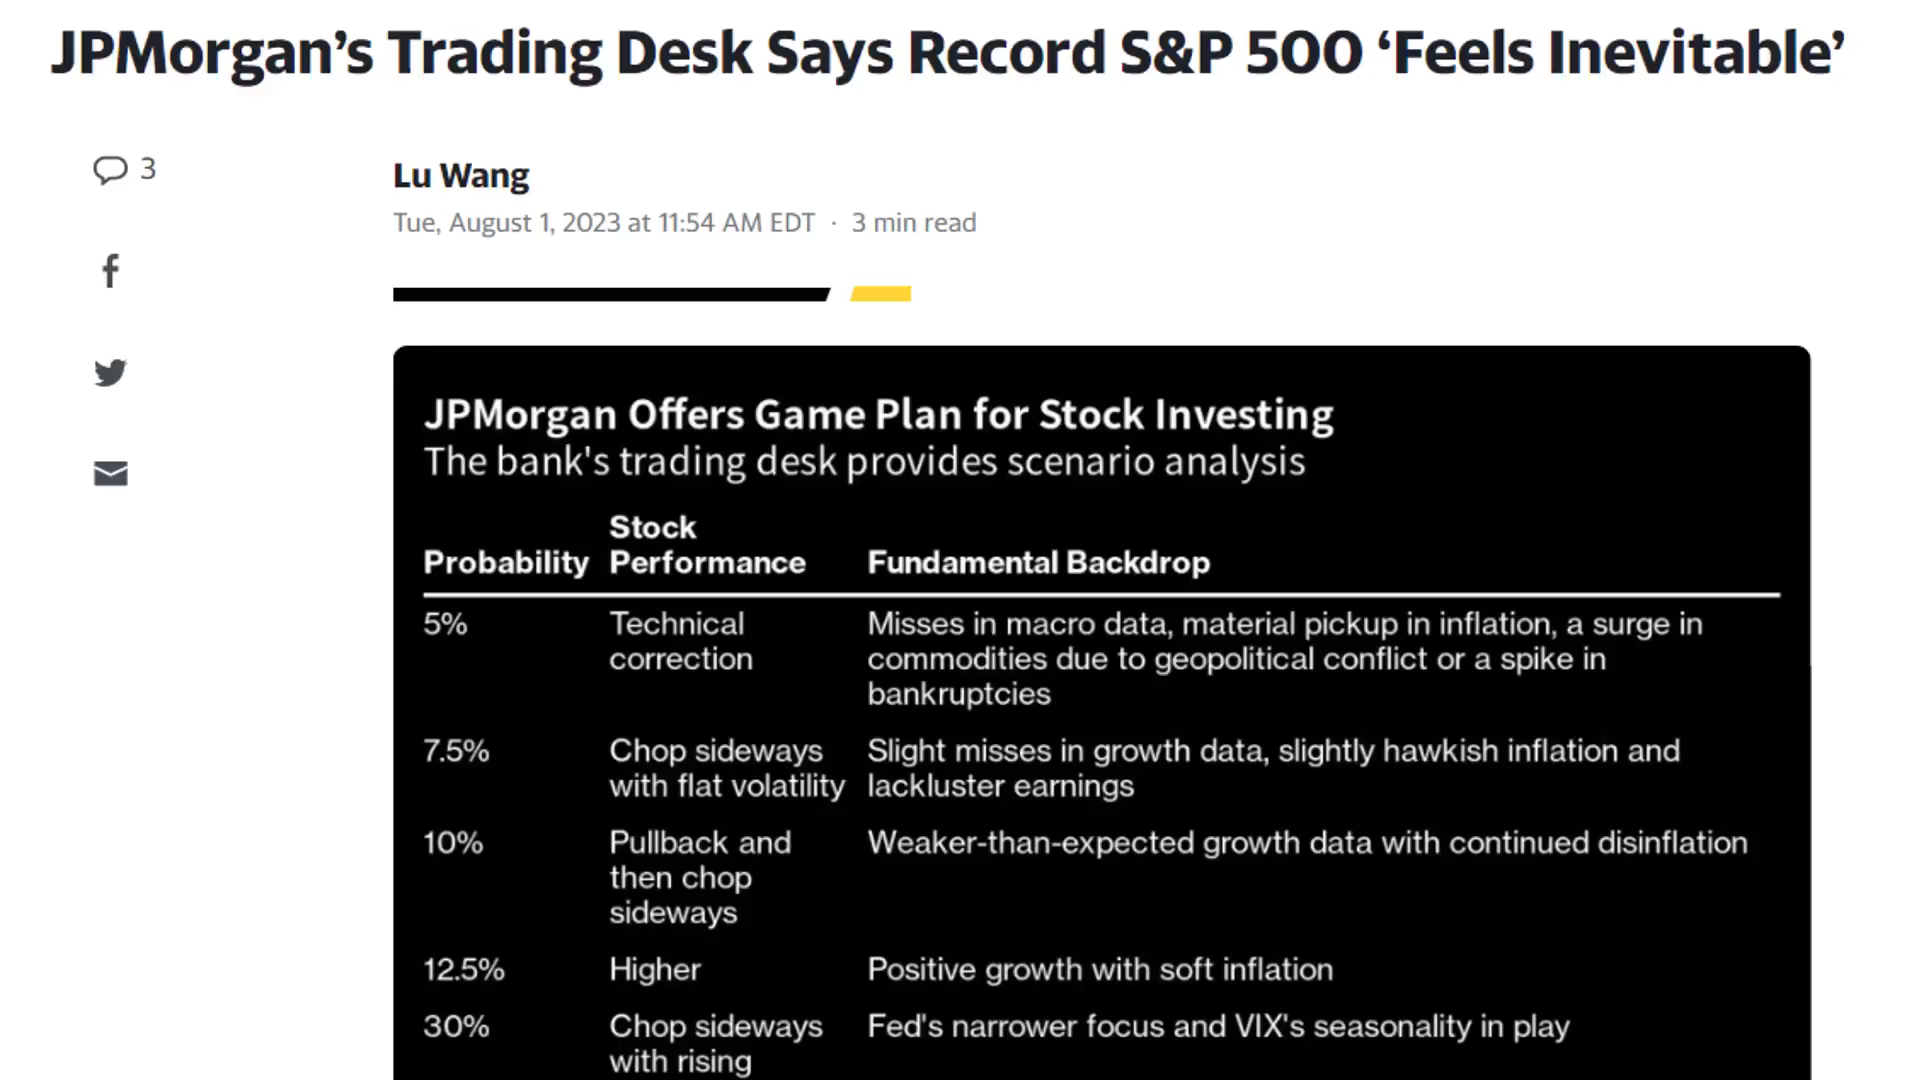 JPMorgan’s Trading Desk Says Record S&P 500 ‘Feels Inevitable’
3
Lu Wang
Tue, August 1, 2023 at 11:54 AM EDT · 3 min read
JPMorgan Offers Game Plan for Stock Investing
The bank's trading desk provides scenario analysis
Probability Stock Performance Fundamental Backdrop
5% Technical correction Misses in macro data, material pickup in inflation, a surge in
commodities due to geopolitical conflict or a spike in
bankruptcies
7.5% Chop sideways with flat volatility Slight misses in growth data, slightly hawkish inflation and
lackluster earnings
10% Pullback and then chop sideways Weaker-than-expected growth data with continued disinflation
12.5% Higher Positive growth with soft inflation
30% Chop sideways with rising Fed's narrower focus and VIX's seasonality in play